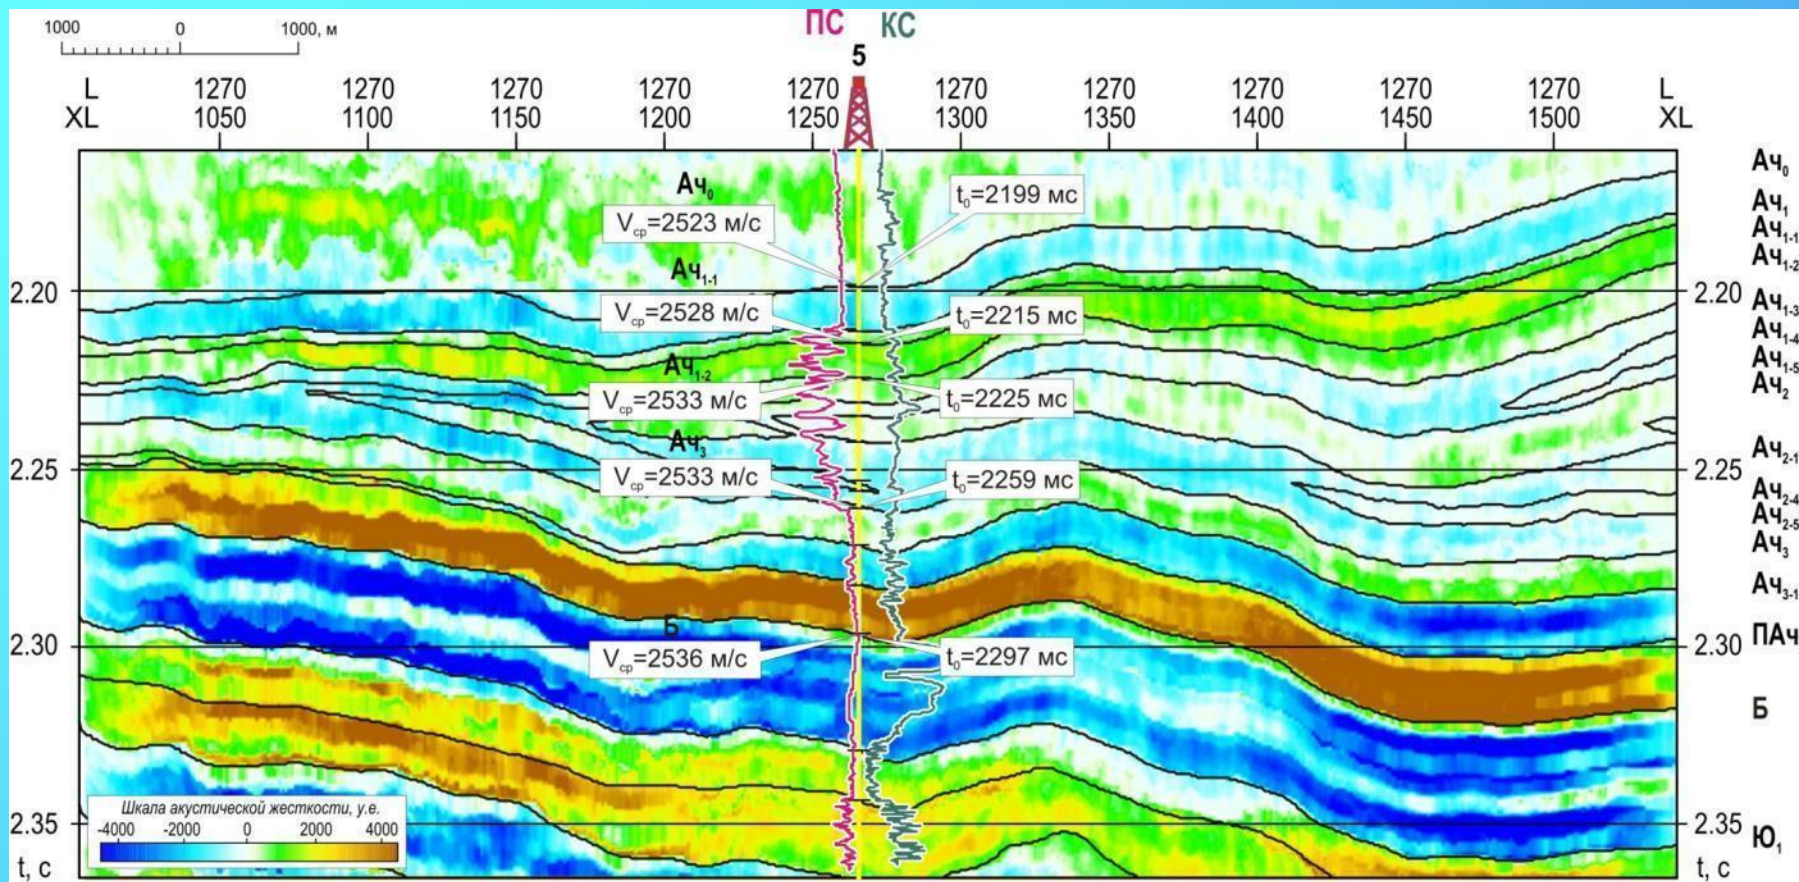 ПС КС
1000 0 1000, м
5
L 1270 1270 1270 1270 1270 1270 1270 1270 1270 1270 L
XL 1050 1100 1150 1200 1250 1300 1350 1400 1450 1500 XL
Ач₀
Ач₀
t₀=2199 мс
Ач₁
Vср=2523 м/с
Ач₁₋₁
Ач₁₋₂
Ач₁₋₁
2.20
2.20
Ач₁₋₃
Vср=2528 м/с
t₀=2215 мс
Ач₁₋₄
Ач₁₋₅
Ач₁₋₂
Ач₂
Vср=2533 м/с
t₀=2225 мс
Ач₃
Ач₂₋₁
2.25
2.25
Vср=2533 м/с
t₀=2259 мс
Ач₂₋₄
Ач₂₋₅
Ач₃
Ач₃₋₁
Б
ПАч
2.30
2.30
Vср=2536 м/с
t₀=2297 мс
Б
Шкала акустической жесткости, у.е.
-4000 -2000 0 2000 4000
2.35
2.35
Ю₁
t, с
t, с